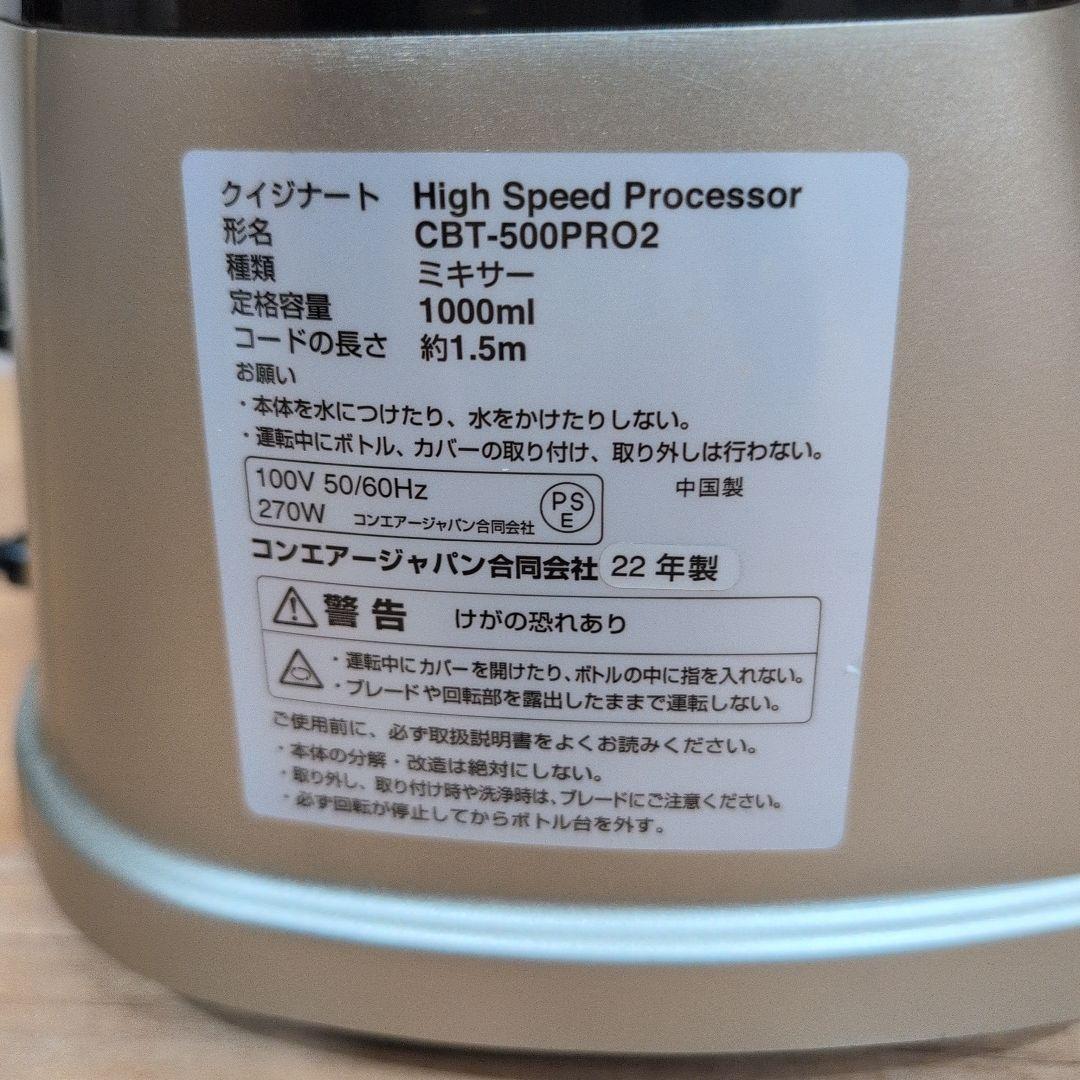 クイジナート High Speed Processor
形名 CBT-500PRO2
種類 ミキサー
定格容量 1000ml
コードの長さ 約1.5m
お願い
・本体を水につけたり、水をかけたりしない。
・運転中にボトル、カバーの取り付け、取り外しは行わない。
100V 50/60Hz
270W コンエアージャパン合同会社
PS
E
中国製
コンエアージャパン合同会社 22 年製
警告 けがの恐れあり
・運転中にカバーを開けたり、ボトルの中に指を入れない。
・ブレードや回転部を露出したままで運転しない。
ご使用前に、必ず取扱説明書をよくお読みください。
・本体の分解・改造は絶対にしない。
・取り外し、取り付け時や洗浄時は、ブレードにご注意ください。
・必ず回転が停止してからボトル台を外す。